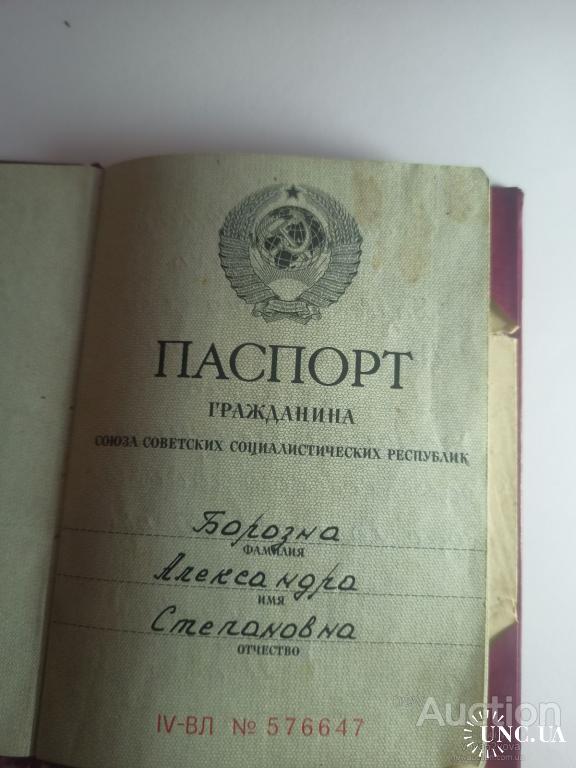 ПАСПОРТ
ГРАЖДАНИНА
СОЮЗА СОВЕТСКИХ СОЦИАЛИСТИЧЕСКИХ РЕСПУБЛИК
Борозна
ФАМИЛИЯ
Александра
ИМЯ
Степановна
ОТЧЕСТВО
IV-ВЛ № 576647
Auction
UNC.UA